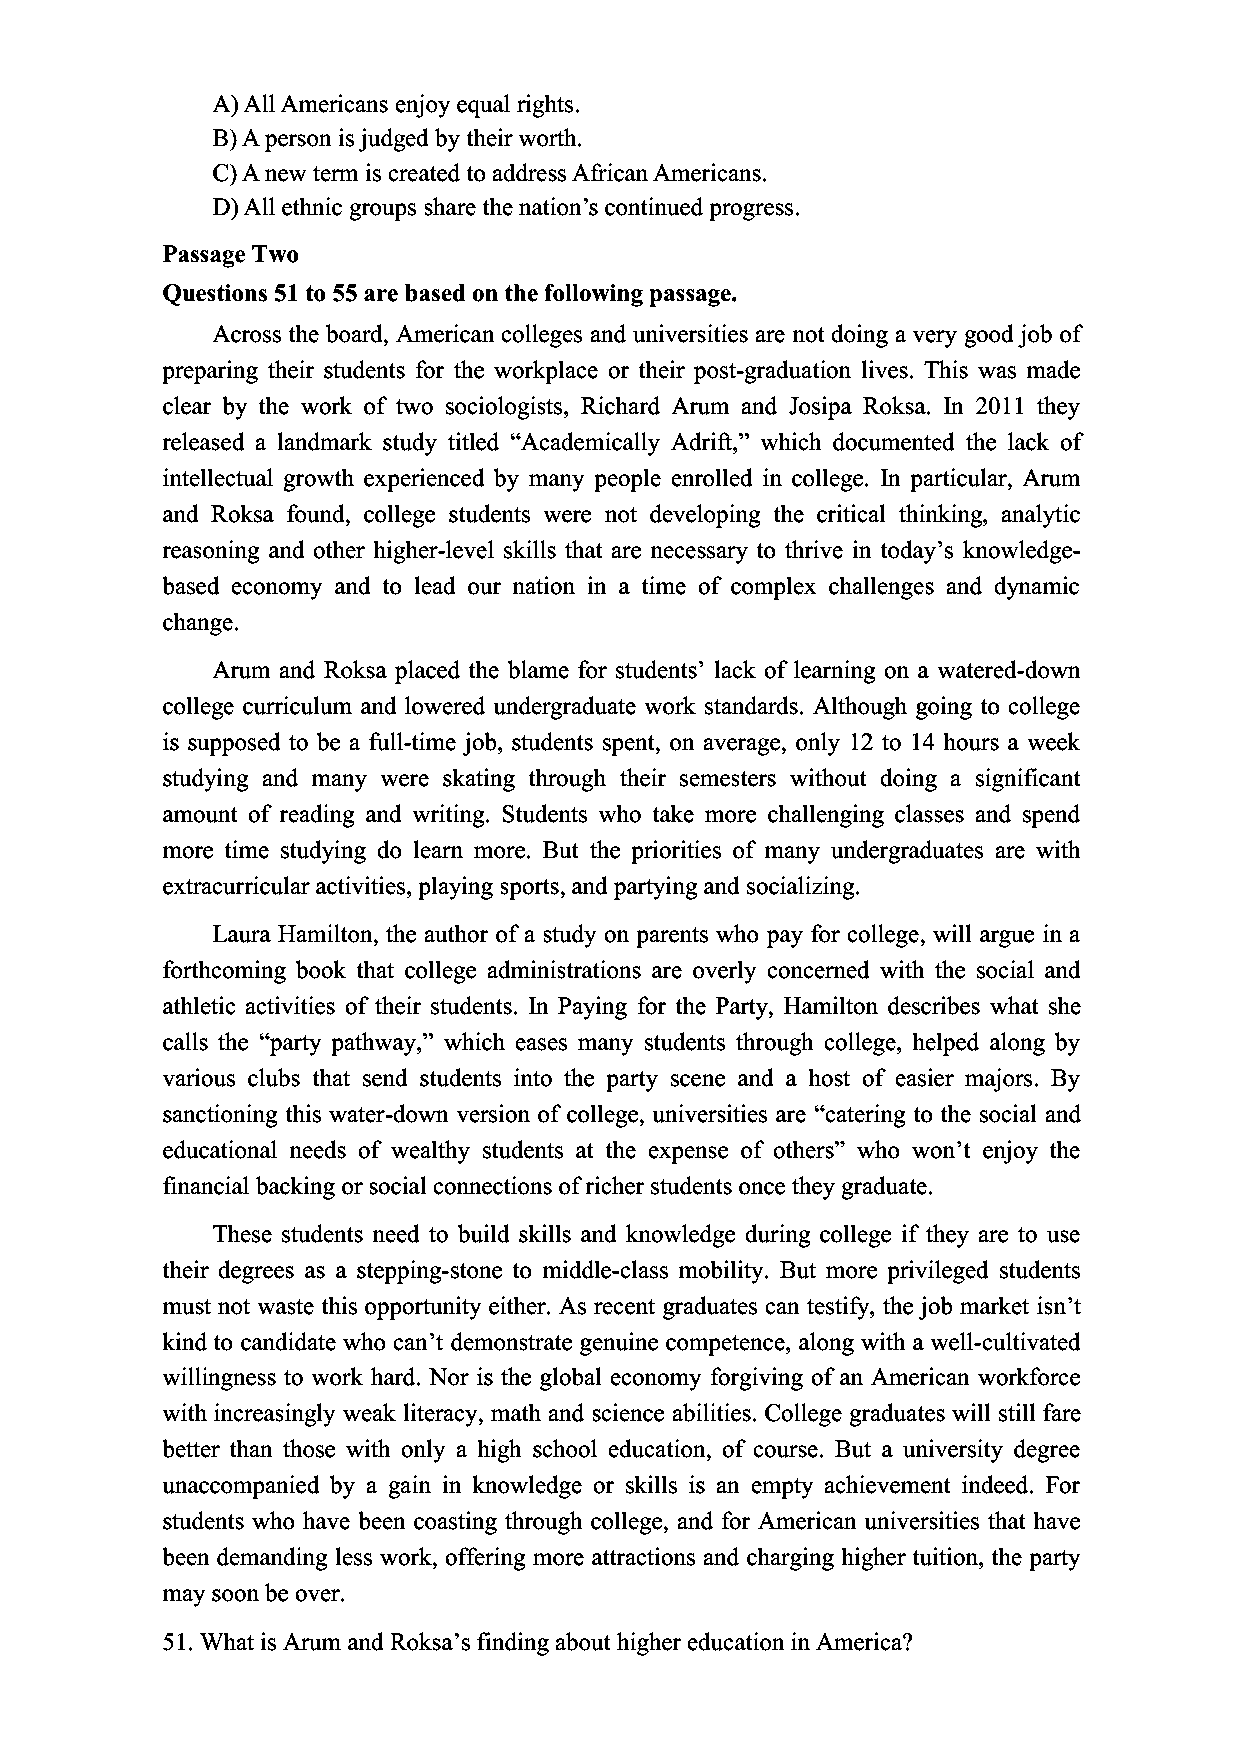 A) All Americans enjoy equal rights.
B) A person is judged by their worth.
C) A new term is created to address African Americans.
D) All ethnic groups share the nation’s continued progress.
Passage Two
Questions 51 to 55 are based on the following passage.
Across the board, American colleges and universities are not doing a very good job of
preparing their students for the workplace or their post-graduation lives. This was made
clear by the work of two sociologists, Richard Arum and Josipa Roksa. In 2011 they
released a landmark study titled “Academically Adrift,” which documented the lack of
intellectual growth experienced by many people enrolled in college. In particular, Arum
and Roksa found, college students were not developing the critical thinking, analytic
reasoning and other higher-level skills that are necessary to thrive in today’s knowledge-
based economy and to lead our nation in a time of complex challenges and dynamic
change.
Arum and Roksa placed the blame for students’ lack of learning on a watered-down
college curriculum and lowered undergraduate work standards. Although going to college
is supposed to be a full-time job, students spent, on average, only 12 to 14 hours a week
studying and many were skating through their semesters without doing a significant
amount of reading and writing. Students who take more challenging classes and spend
more time studying do learn more. But the priorities of many undergraduates are with
extracurricular activities, playing sports, and partying and socializing.
Laura Hamilton, the author of a study on parents who pay for college, will argue in a
forthcoming book that college administrations are overly concerned with the social and
athletic activities of their students. In Paying for the Party, Hamilton describes what she
calls the “party pathway,” which eases many students through college, helped along by
various clubs that send students into the party scene and a host of easier majors. By
sanctioning this water-down version of college, universities are “catering to the social and
educational needs of wealthy students at the expense of others” who won’t enjoy the
financial backing or social connections of richer students once they graduate.
These students need to build skills and knowledge during college if they are to use
their degrees as a stepping-stone to middle-class mobility. But more privileged students
must not waste this opportunity either. As recent graduates can testify, the job market isn’t
kind to candidate who can’t demonstrate genuine competence, along with a well-cultivated
willingness to work hard. Nor is the global economy forgiving of an American workforce
with increasingly weak literacy, math and science abilities. College graduates will still fare
better than those with only a high school education, of course. But a university degree
unaccompanied by a gain in knowledge or skills is an empty achievement indeed. For
students who have been coasting through college, and for American universities that have
been demanding less work, offering more attractions and charging higher tuition, the party
may soon be over.
51. What is Arum and Roksa’s finding about higher education in America?